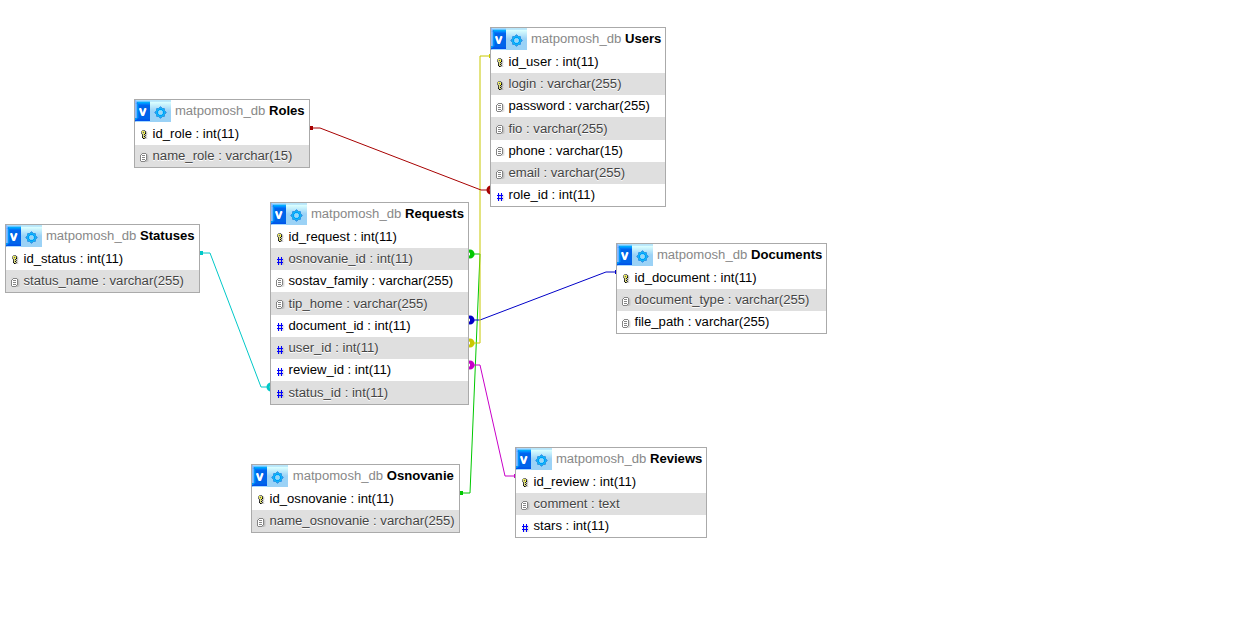 matpomosh_db Users
id_user : int(11)
login : varchar(255)
password : varchar(255)
fio : varchar(255)
phone : varchar(15)
email : varchar(255)
role_id : int(11)
matpomosh_db Roles
id_role : int(11)
name_role : varchar(15)
matpomosh_db Requests
id_request : int(11)
osnovanie_id : int(11)
sostav_family : varchar(255)
tip_home : varchar(255)
document_id : int(11)
user_id : int(11)
review_id : int(11)
status_id : int(11)
matpomosh_db Statuses
id_status : int(11)
status_name : varchar(255)
matpomosh_db Documents
id_document : int(11)
document_type : varchar(255)
file_path : varchar(255)
matpomosh_db Osnovanie
id_osnovanie : int(11)
name_osnovanie : varchar(255)
matpomosh_db Reviews
id_review : int(11)
comment : text
stars : int(11)